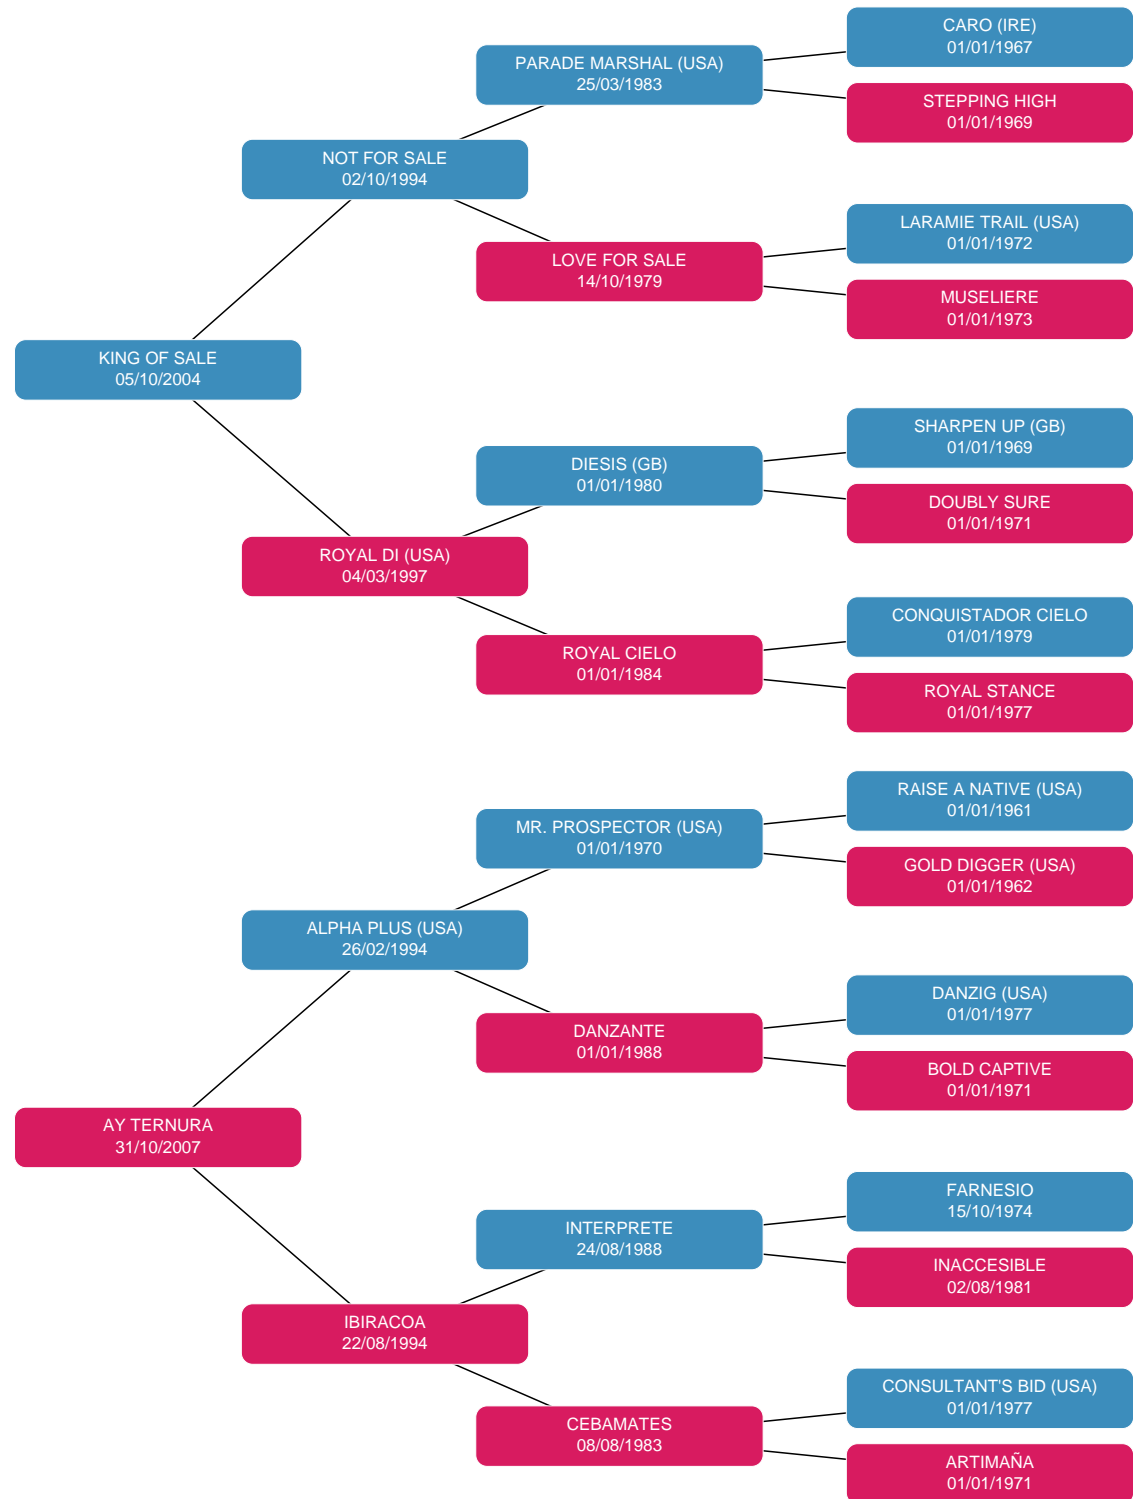 CARO (IRE)
01/01/1967
PARADE MARSHAL (USA)
25/03/1983
STEPPING HIGH
01/01/1969
NOT FOR SALE
02/10/1994
LARAMIE TRAIL (USA)
01/01/1972
LOVE FOR SALE
14/10/1979
MUSELIERE
01/01/1973
KING OF SALE
05/10/2004
SHARPEN UP (GB)
01/01/1969
DIESIS (GB)
01/01/1980
DOUBLY SURE
01/01/1971
ROYAL DI (USA)
04/03/1997
CONQUISTADOR CIELO
01/01/1979
ROYAL CIELO
01/01/1984
ROYAL STANCE
01/01/1977
RAISE A NATIVE (USA)
01/01/1961
MR. PROSPECTOR (USA)
01/01/1970
GOLD DIGGER (USA)
01/01/1962
ALPHA PLUS (USA)
26/02/1994
DANZIG (USA)
01/01/1977
DANZANTE
01/01/1988
BOLD CAPTIVE
01/01/1971
AY TERNURA
31/10/2007
FARNESIO
15/10/1974
INTERPRETE
24/08/1988
INACCESIBLE
02/08/1981
IBIRACOA
22/08/1994
CONSULTANT'S BID (USA)
01/01/1977
CEBAMATES
08/08/1983
ARTIMAÑA
01/01/1971